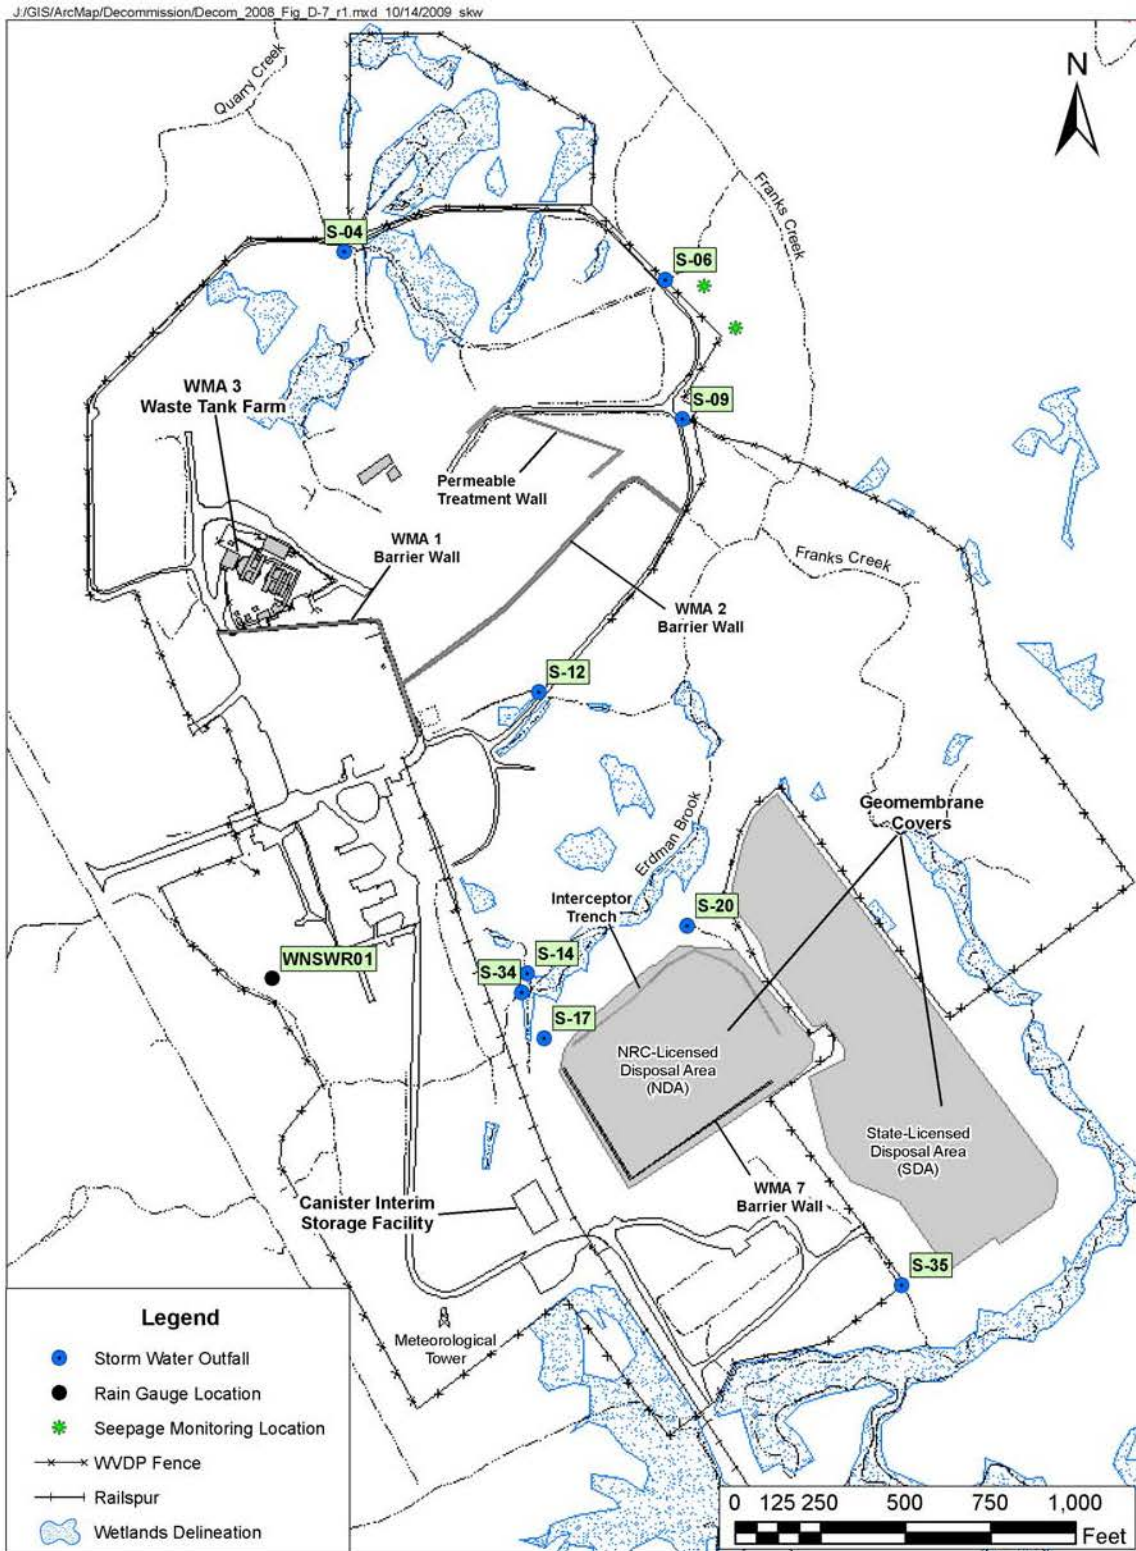 J:/GIS/ArcMap/Decommission/Decom_2008_Fig_D-7_r1.mxd 10/14/2009 skw
N
Quarry Creek
Franks Creek
S-04
S-06
WMA 3
Waste Tank Farm
S-09
Permeable
Treatment Wall
WMA 1
Barrier Wall
Franks Creek
WMA 2
Barrier Wall
S-12
Geomembrane
Covers
Erdman Brook
Interceptor
Trench
S-20
WNSWR01
S-14
S-34
S-17
NRC-Licensed
Disposal Area
(NDA)
State-Licensed
Disposal Area
(SDA)
WMA 7
Barrier Wall
Canister Interim
Storage Facility
S-35
Meteorological
Tower
Legend
Storm Water Outfall
Rain Gauge Location
Seepage Monitoring Location
WVDP Fence
Railspur
Wetlands Delineation
0 125 250 500 750 1,000
Feet